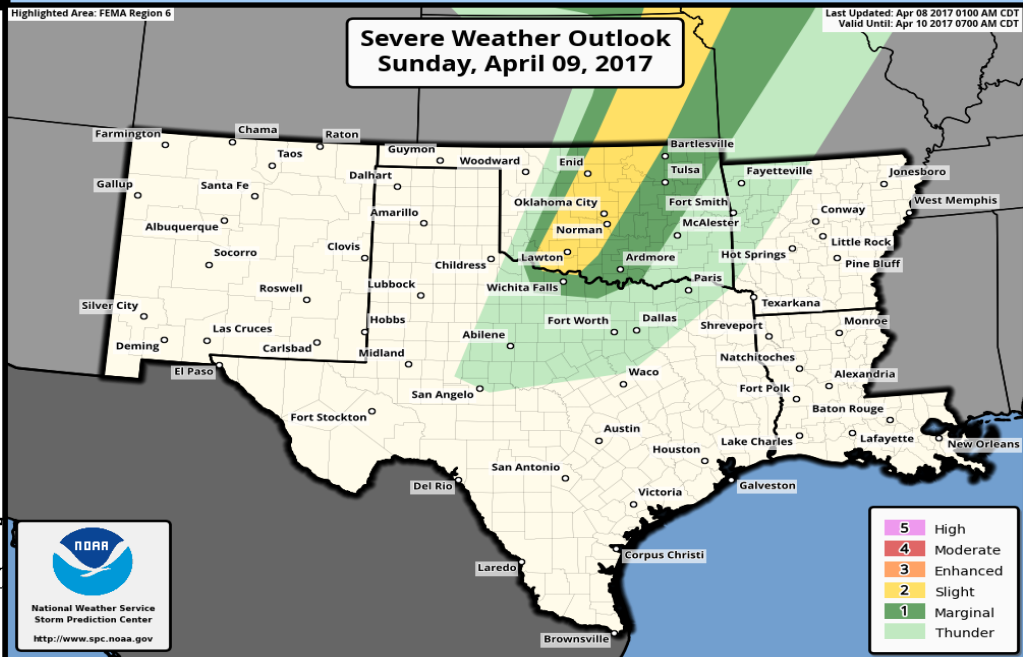 Highlighted Area: FEMA Region 6
Last Updated: Apr 08 2017 0100 AM CDT
Valid Until: Apr 10 2017 0700 AM CDT
Severe Weather Outlook
Sunday, April 09, 2017
Farmington
Chama
Raton
Taos
Guymon
Woodward
Enid
Bartlesville
Tulsa
Fayetteville
Jonesboro
Gallup
Santa Fe
Dalhart
Oklahoma City
Fort Smith
West Memphis
Albuquerque
Amarillo
Norman
McAlester
Conway
Socorro
Clovis
Childress
Lawton
Ardmore
Hot Springs
Little Rock
Pine Bluff
Roswell
Lubbock
Wichita Falls
Paris
Texarkana
Silver City
Las Cruces
Hobbs
Fort Worth
Dallas
Shreveport
Monroe
Deming
Carlsbad
Midland
Abilene
Natchitoches
El Paso
San Angelo
Waco
Fort Polk
Alexandria
Fort Stockton
Austin
Baton Rouge
Houston
Lake Charles
Lafayette
New Orleans
Del Rio
San Antonio
Victoria
Galveston
Laredo
Corpus Christi
Brownsville
NOAA
National Weather Service
Storm Prediction Center
http://www.spc.noaa.gov
5 High
4 Moderate
3 Enhanced
2 Slight
1 Marginal
Thunder